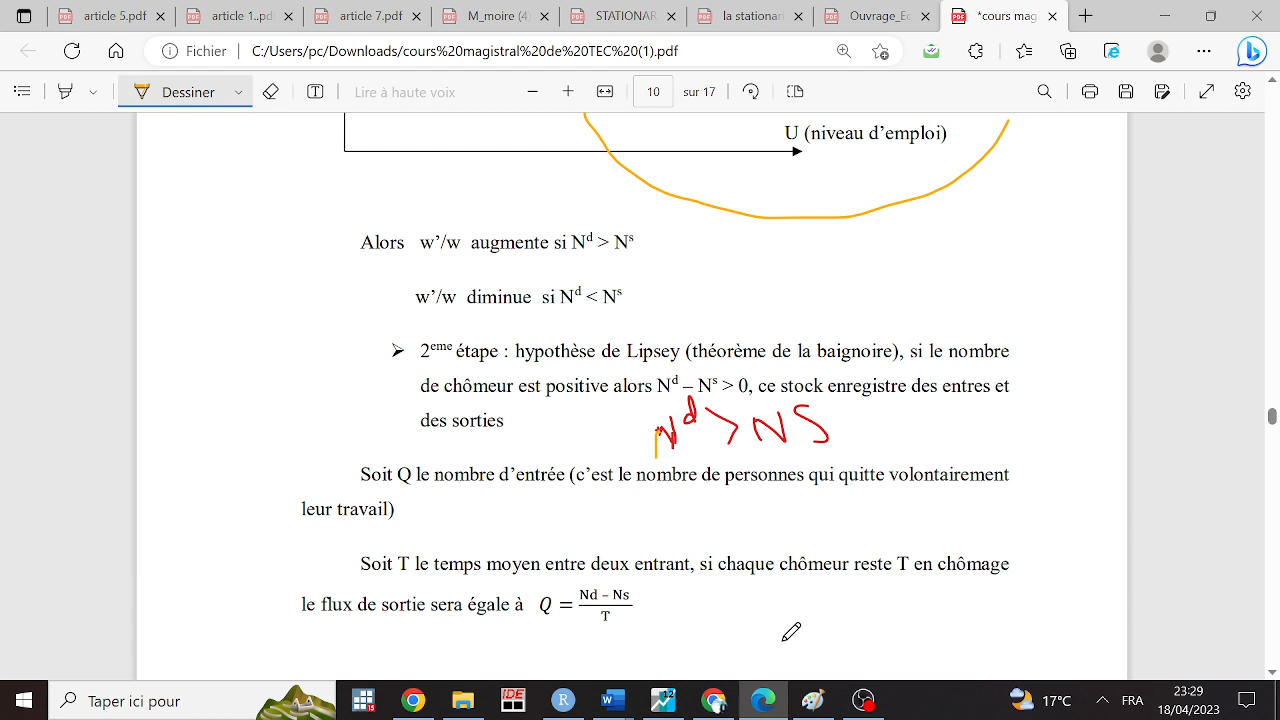 article 5.pdf
article 1.pdf
article 7.pdf
M_moire (4)
STATIONAR
la stationar
Ouvrage_Ec
*cours mag
Fichier
C:/Users/pc/Downloads/cours%20magistral%20de%20TEC%20(1).pdf
Dessiner
Lire à haute voix
10
sur 17
U (niveau d’emploi)
Alors w’/w augmente si Nᵈ > Nˢ
w’/w diminue si Nᵈ < Nˢ
➢ 2ᵉᵐᵉ étape : hypothèse de Lipsey (théorème de la baignoire), si le nombre
de chômeur est positive alors Nᵈ – Nˢ > 0, ce stock enregistre des entres et
des sorties
Nᵈ > NS
Soit Q le nombre d’entrée (c’est le nombre de personnes qui quitte volontairement
leur travail)
Soit T le temps moyen entre deux entrant, si chaque chômeur reste T en chômage
le flux de sortie sera égale à Q = (Nd – Ns)/T
Taper ici pour
15
IDE
R
12
17°C
FRA
23:29
18/04/2023